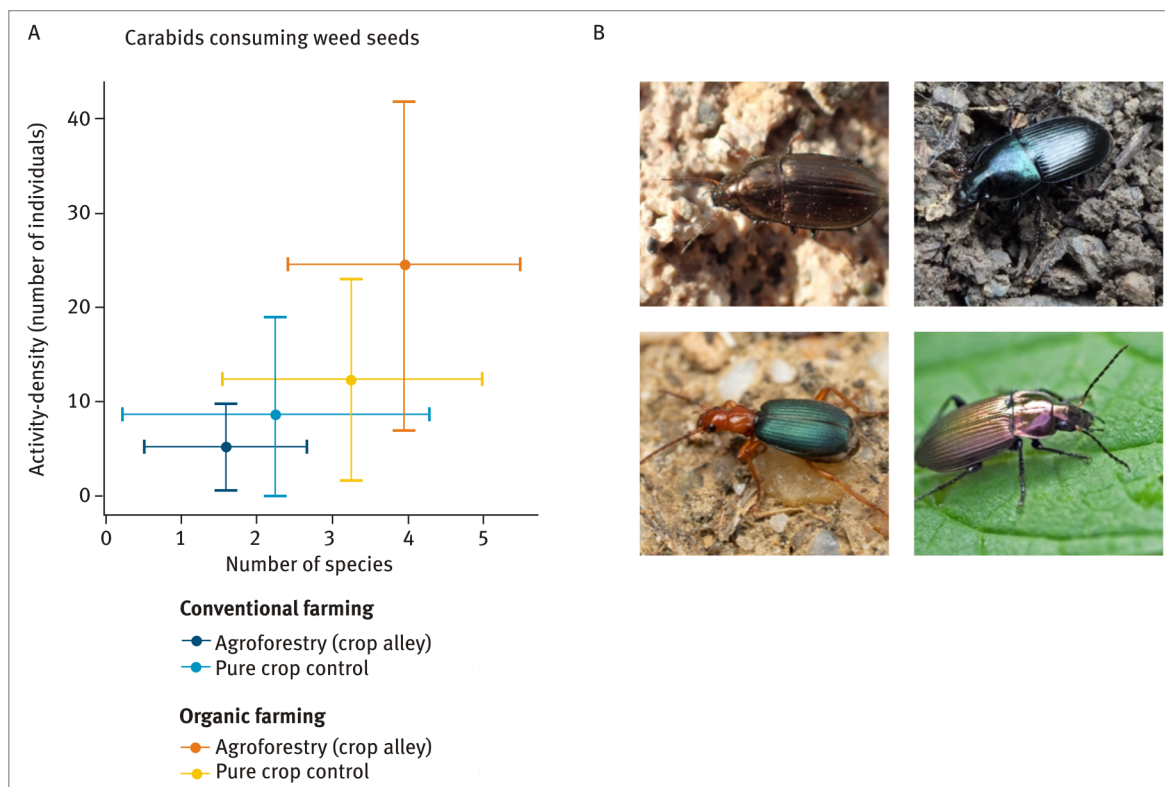 A
Carabids consuming weed seeds
B
Activity-density (number of individuals)
40
30
20
10
0
0 1 2 3 4 5
Number of species
Conventional farming
Agroforestry (crop alley)
Pure crop control
Organic farming
Agroforestry (crop alley)
Pure crop control